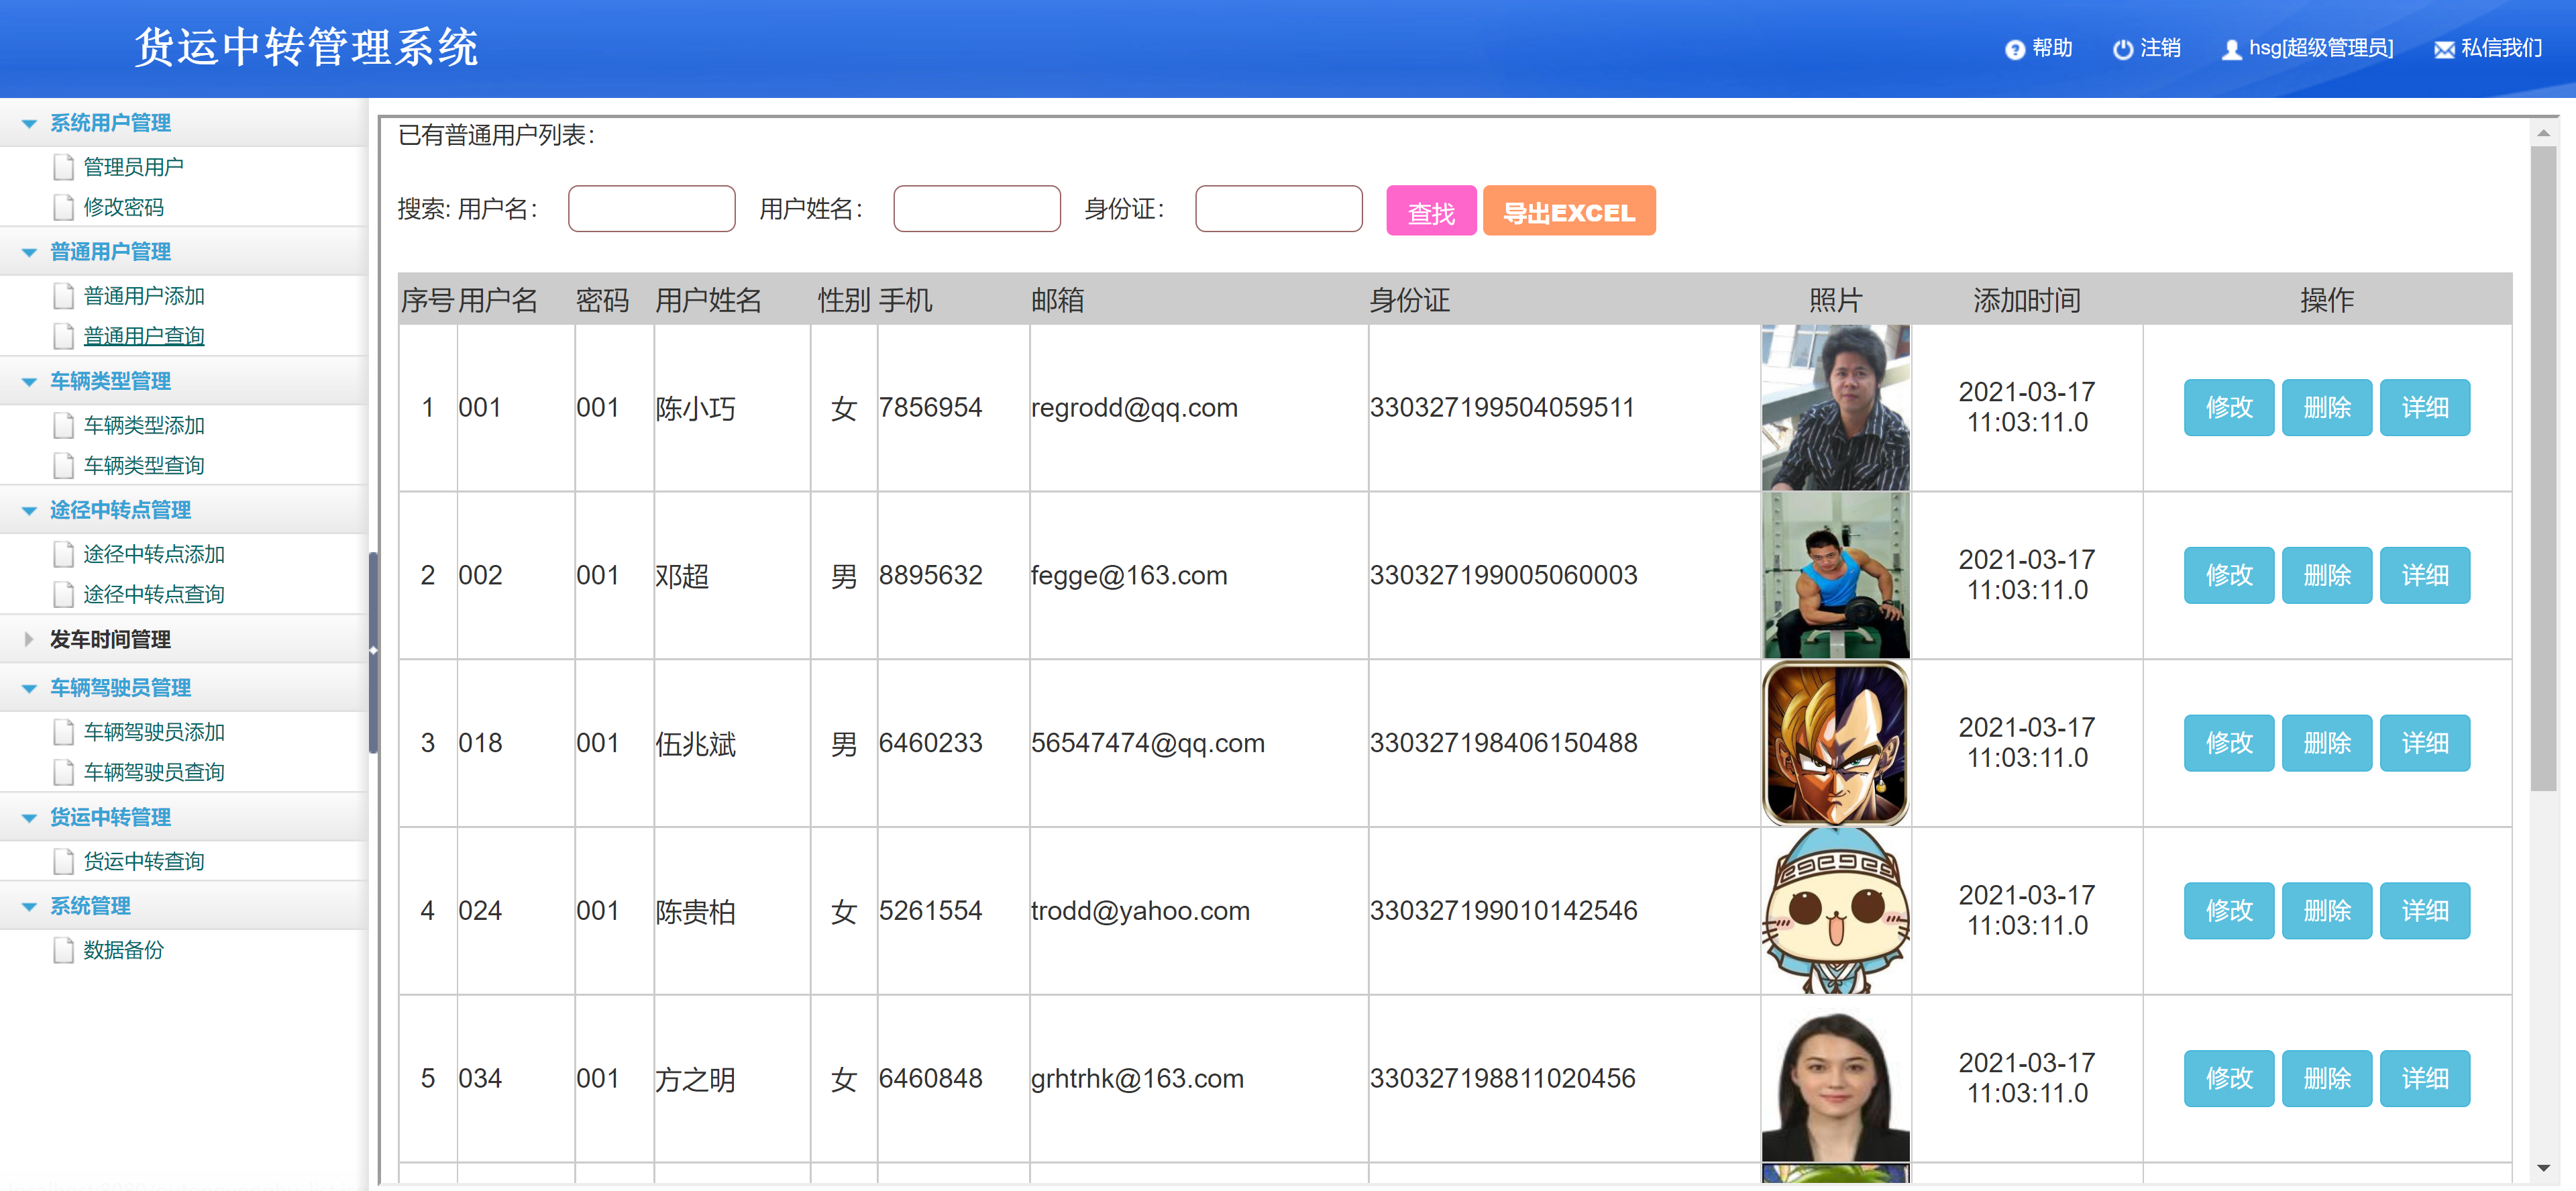 货运中转管理系统
帮助 注销 hsg[超级管理员] 私信我们
系统用户管理
管理员用户
修改密码
普通用户管理
普通用户添加
普通用户查询
车辆类型管理
车辆类型添加
车辆类型查询
途径中转点管理
途径中转点添加
途径中转点查询
发车时间管理
车辆驾驶员管理
车辆驾驶员添加
车辆驾驶员查询
货运中转管理
货运中转查询
系统管理
数据备份
已有普通用户列表：
搜索: 用户名： 用户姓名： 身份证： 查找 导出EXCEL
序号 用户名 密码 用户姓名 性别 手机 邮箱 身份证 照片 添加时间 操作
1 001 001 陈小巧 女 7856954 regrodd@qq.com 330327199504059511 2021-03-17 11:03:11.0 修改 删除 详细
2 002 001 邓超 男 8895632 fegge@163.com 330327199005060003 2021-03-17 11:03:11.0 修改 删除 详细
3 018 001 伍兆斌 男 6460233 56547474@qq.com 330327198406150488 2021-03-17 11:03:11.0 修改 删除 详细
4 024 001 陈贵柏 女 5261554 trodd@yahoo.com 330327199010142546 2021-03-17 11:03:11.0 修改 删除 详细
5 034 001 方之明 女 6460848 grhtrhk@163.com 330327198811020456 2021-03-17 11:03:11.0 修改 删除 详细